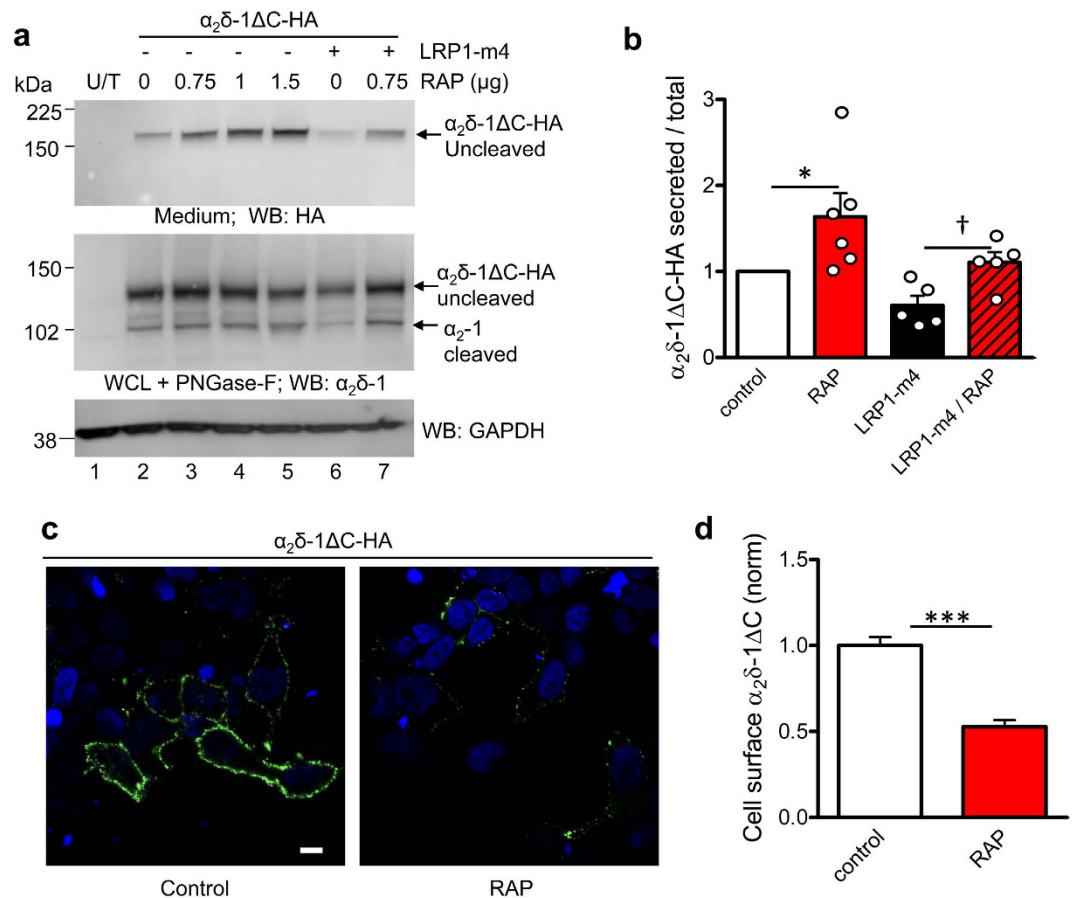 a
α₂δ-1ΔC-HA
- - - - + + LRP1-m4
kDa U/T 0 0.75 1 1.5 0 0.75 RAP (µg)
225
150
α₂δ-1ΔC-HA
Uncleaved
Medium; WB: HA
150
102
α₂δ-1ΔC-HA
uncleaved
α₂-1
cleaved
WCL + PNGase-F; WB: α₂δ-1
38
WB: GAPDH
1 2 3 4 5 6 7
b
α₂δ-1ΔC-HA secreted / total
3
2
1
0
*
†
control
RAP
LRP1-m4
LRP1-m4 / RAP
c
α₂δ-1ΔC-HA
Control
RAP
d
Cell surface α₂δ-1ΔC (norm)
1.5
1.0
0.5
0.0
***
control
RAP